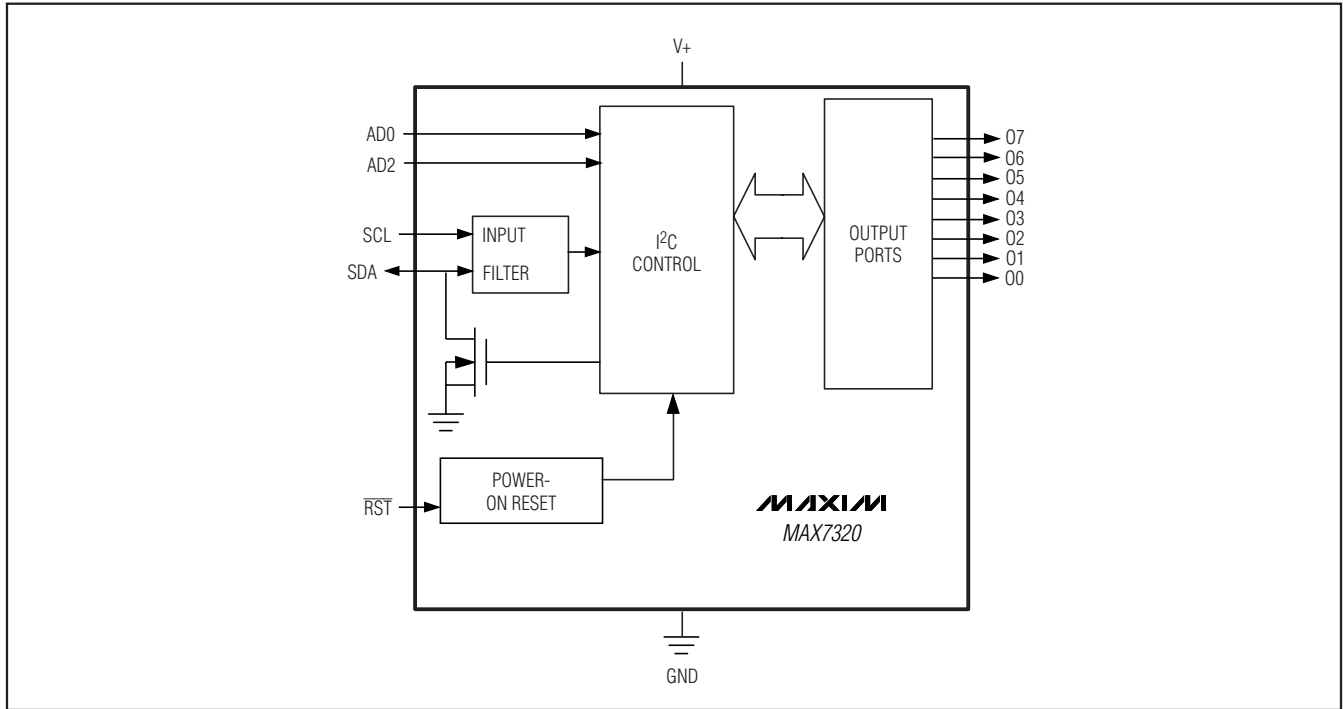 V+
AD0
AD2
SCL
SDA
INPUT
FILTER
I²C
CONTROL
OUTPUT
PORTS
O7
O6
O5
O4
O3
O2
O1
O0
RST
POWER-
ON RESET
MAXIM
MAX7320
GND